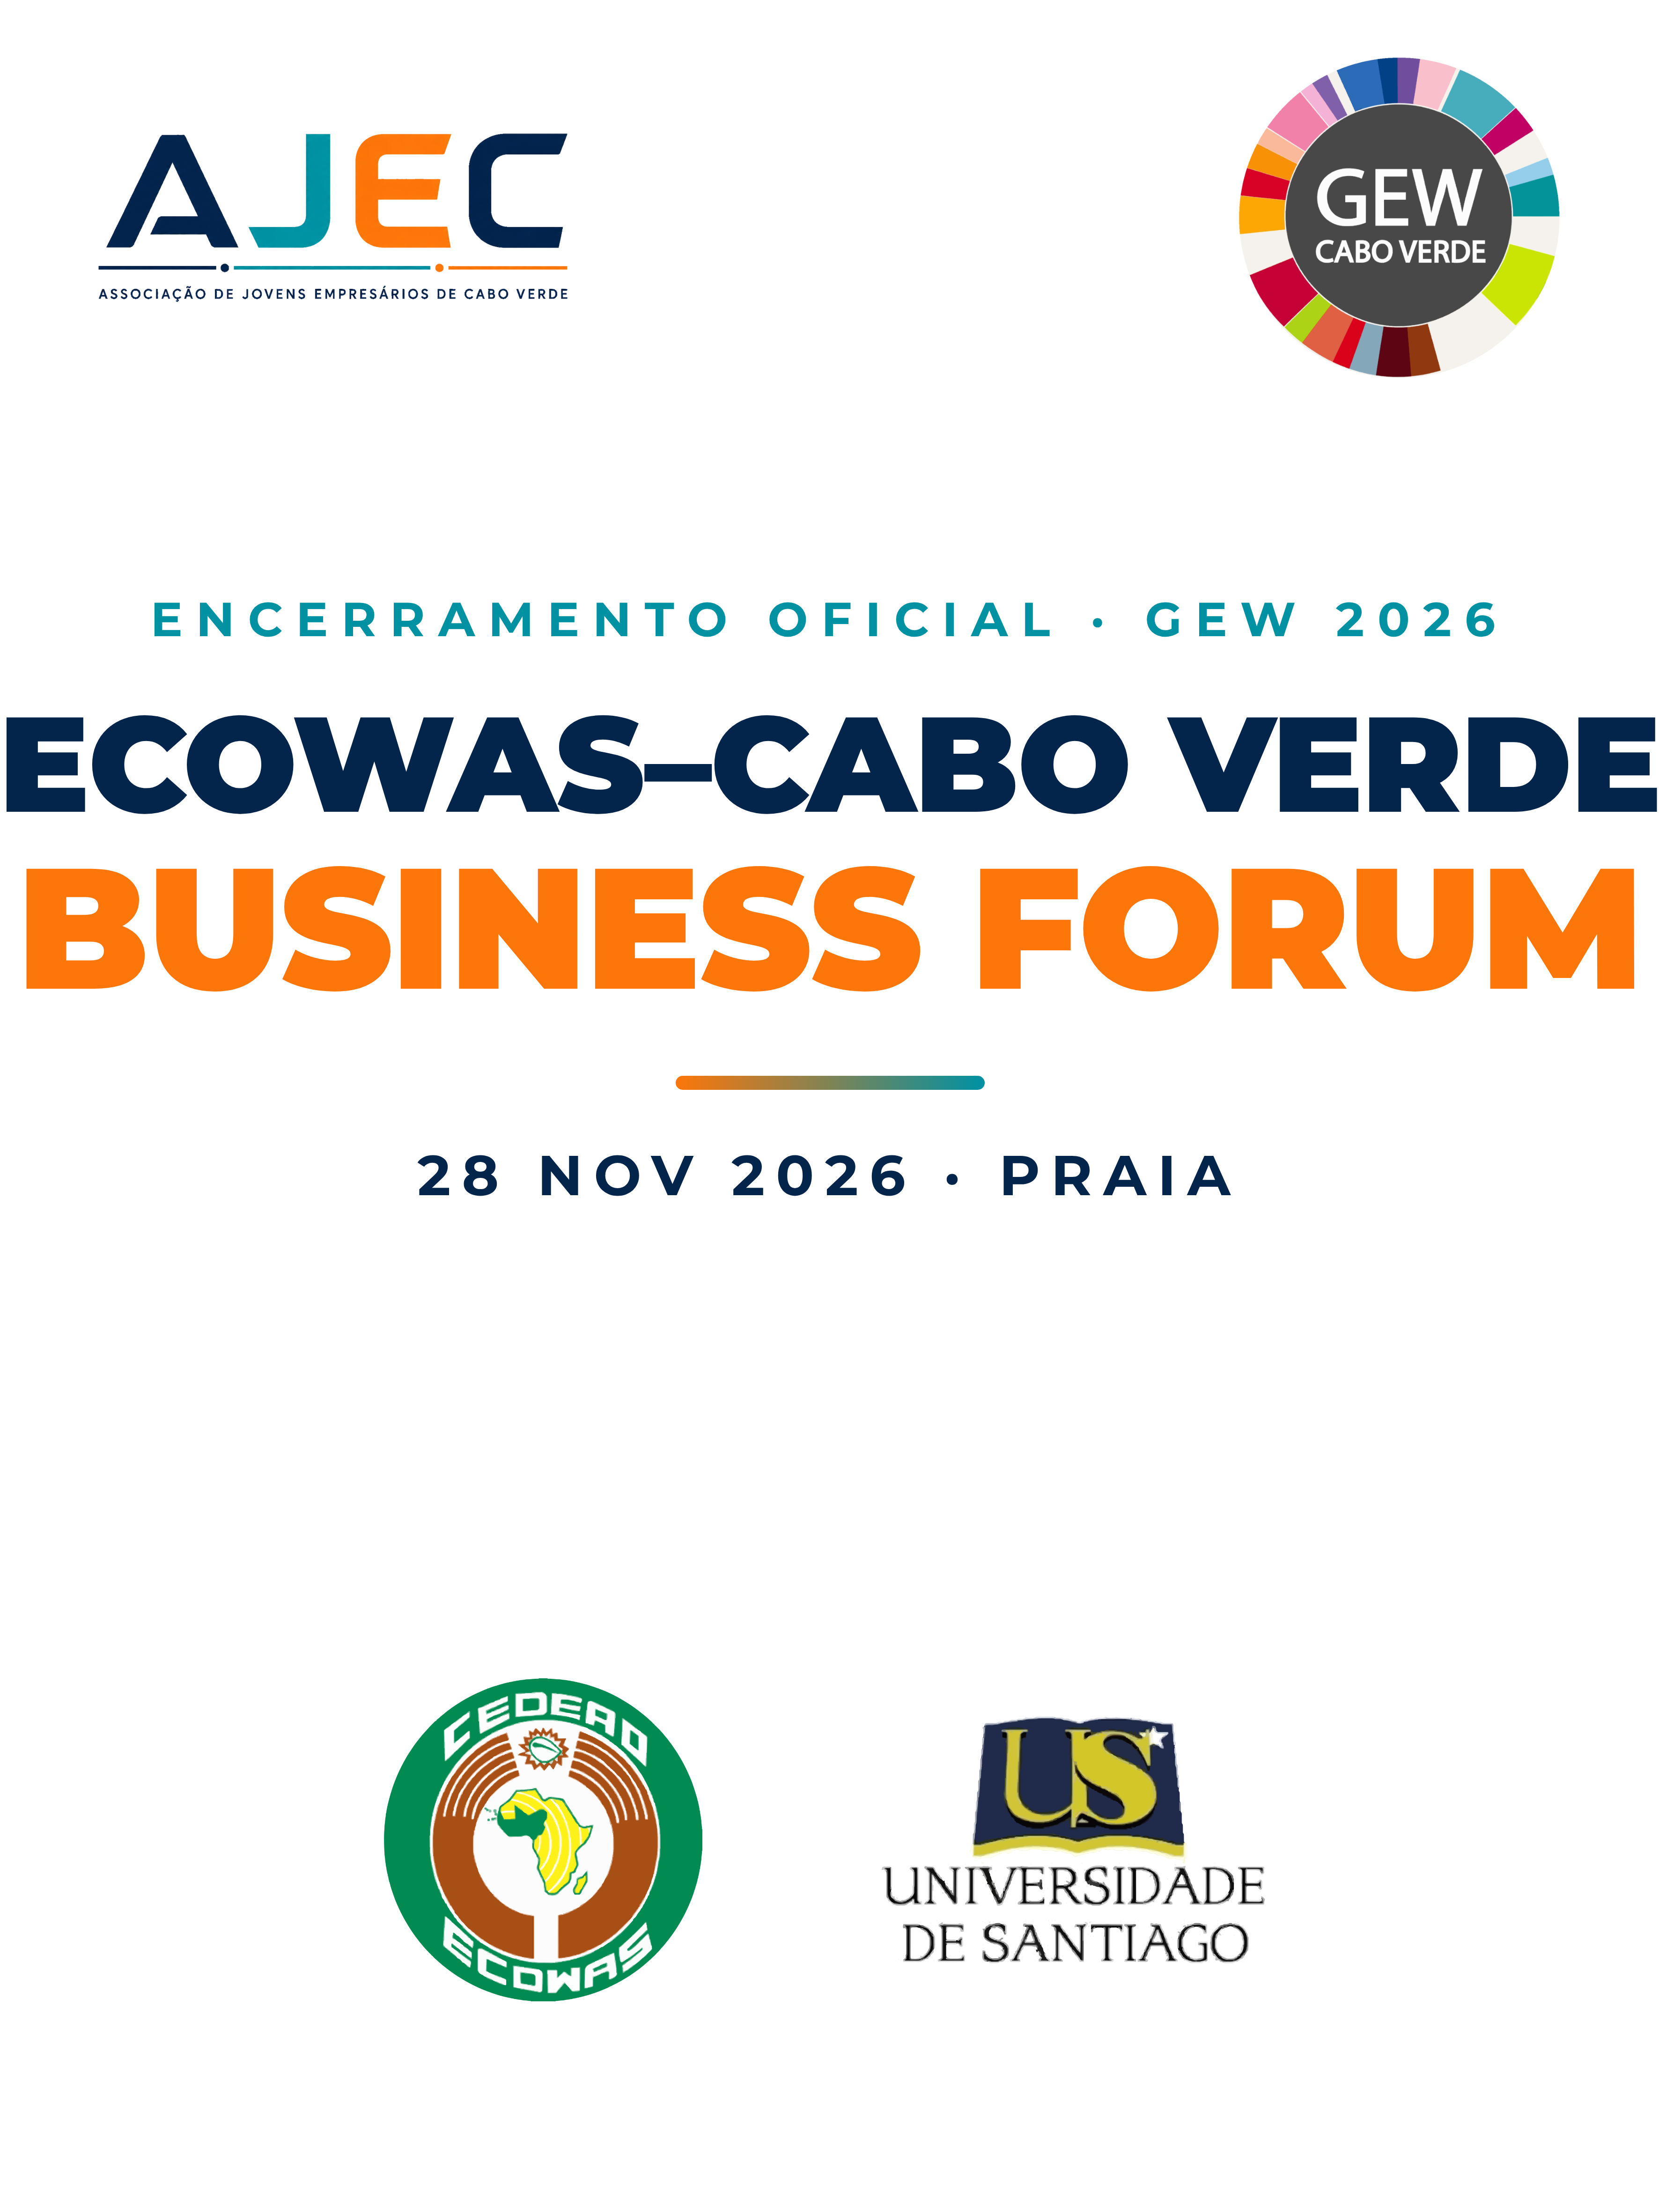 AJEC
ASSOCIAÇÃO DE JOVENS EMPRESÁRIOS DE CABO VERDE
GEW
CABO VERDE
ENCERRAMENTO OFICIAL • GEW 2026
ECOWAS–CABO VERDE
BUSINESS FORUM
28 NOV 2026 • PRAIA
CEDEAO
ECOWAS
US
UNIVERSIDADE
DE SANTIAGO